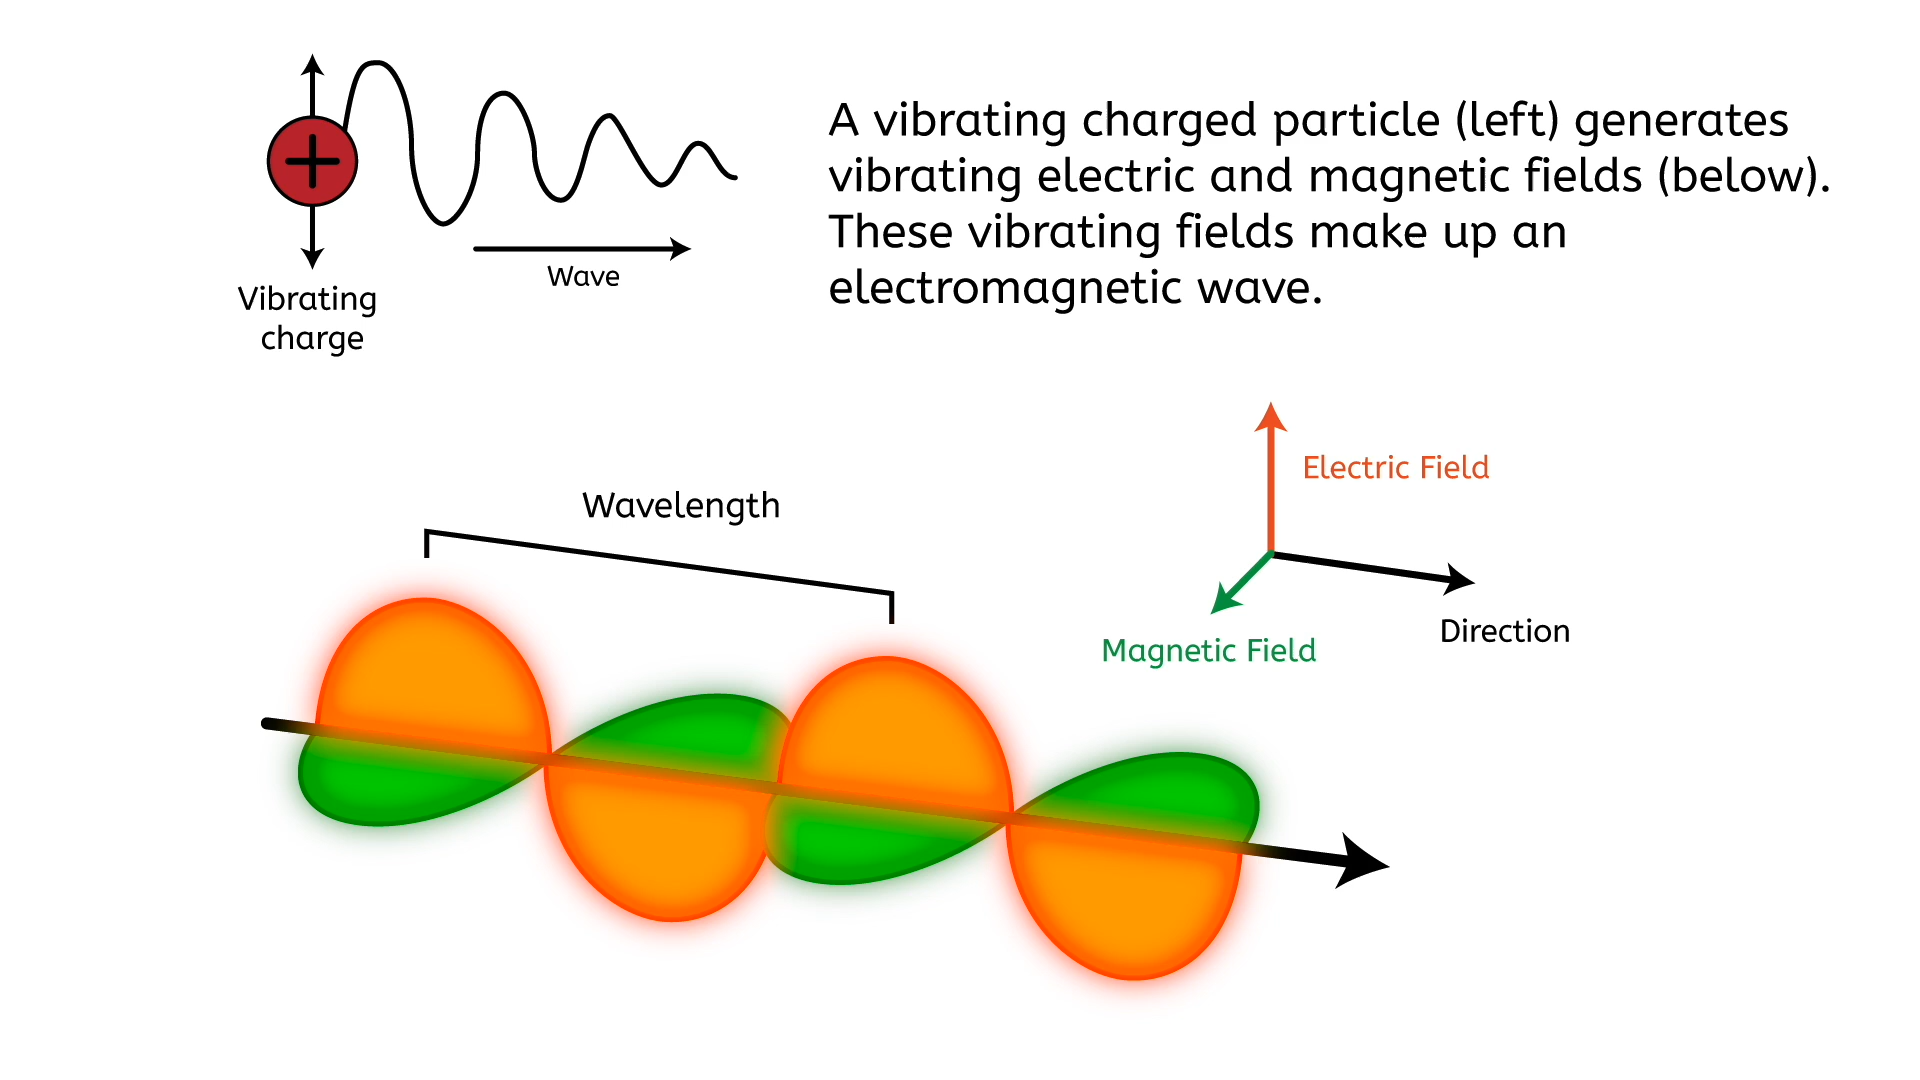 A vibrating charged particle (left) generates
vibrating electric and magnetic fields (below).
These vibrating fields make up an
electromagnetic wave.
Wave
Vibrating
charge
Electric Field
Wavelength
Direction
Magnetic Field